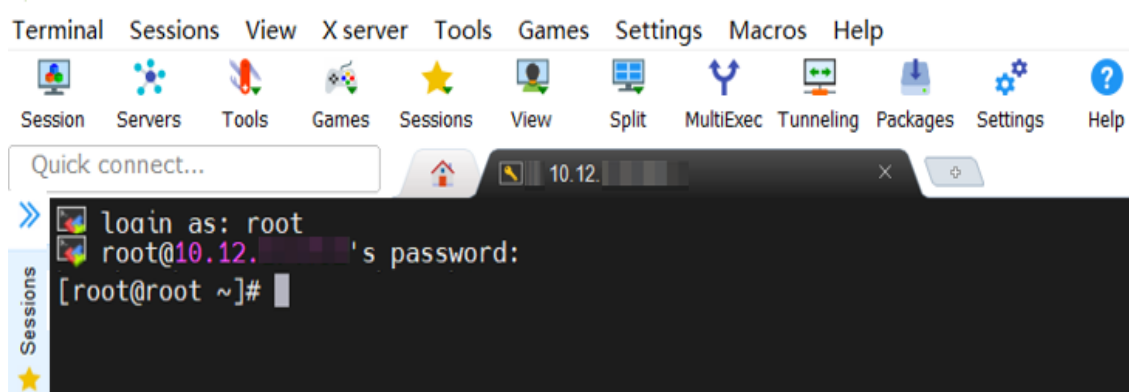 Terminal Sessions View X server Tools Games Settings Macros Help
Session Servers Tools Games Sessions View Split MultiExec Tunneling Packages Settings Help
Quick connect...
10.12.
login as: root
root@10.12. 's password:
[root@root ~]#
Sessions